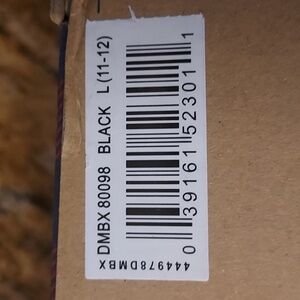 DMBX 80098 BLACK L (11-12)
0 39161 52301 1
444978DMBX